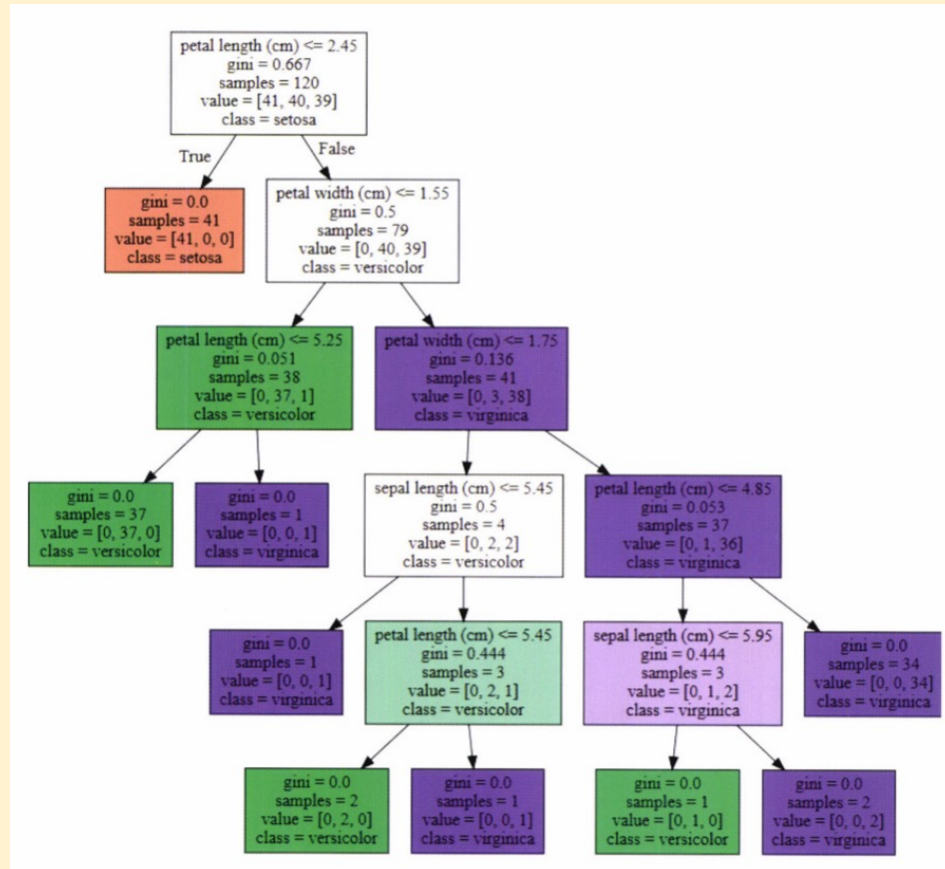 petal length (cm) <= 2.45
gini = 0.667
samples = 120
value = [41, 40, 39]
class = setosa
True
False
gini = 0.0
samples = 41
value = [41, 0, 0]
class = setosa
petal width (cm) <= 1.55
gini = 0.5
samples = 79
value = [0, 40, 39]
class = versicolor
petal length (cm) <= 5.25
gini = 0.051
samples = 38
value = [0, 37, 1]
class = versicolor
petal width (cm) <= 1.75
gini = 0.136
samples = 41
value = [0, 3, 38]
class = virginica
gini = 0.0
samples = 37
value = [0, 37, 0]
class = versicolor
gini = 0.0
samples = 1
value = [0, 0, 1]
class = virginica
sepal length (cm) <= 5.45
gini = 0.5
samples = 4
value = [0, 2, 2]
class = versicolor
petal length (cm) <= 4.85
gini = 0.053
samples = 37
value = [0, 1, 36]
class = virginica
gini = 0.0
samples = 1
value = [0, 0, 1]
class = virginica
petal length (cm) <= 5.45
gini = 0.444
samples = 3
value = [0, 2, 1]
class = versicolor
sepal length (cm) <= 5.95
gini = 0.444
samples = 3
value = [0, 1, 2]
class = virginica
gini = 0.0
samples = 34
value = [0, 0, 34]
class = virginica
gini = 0.0
samples = 2
value = [0, 2, 0]
class = versicolor
gini = 0.0
samples = 1
value = [0, 0, 1]
class = virginica
gini = 0.0
samples = 1
value = [0, 1, 0]
class = versicolor
gini = 0.0
samples = 2
value = [0, 0, 2]
class = virginica